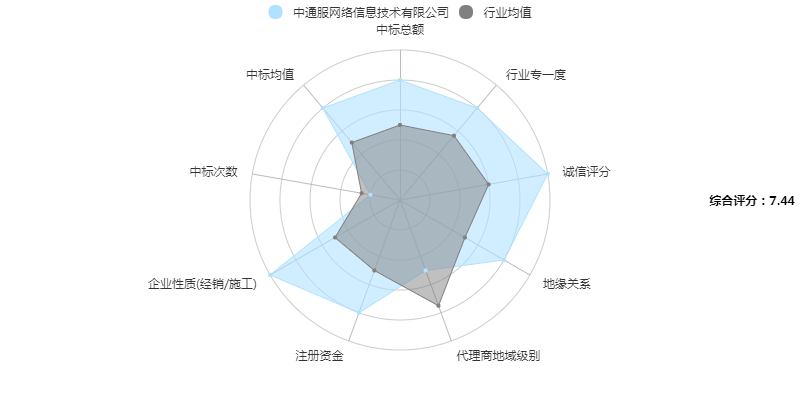 中通服网络信息技术有限公司 行业均值
中标总额
中标均值 行业专一度
中标次数 诚信评分
综合评分：7.44
企业性质(经销/施工) 地缘关系
注册资金 代理商地域级别